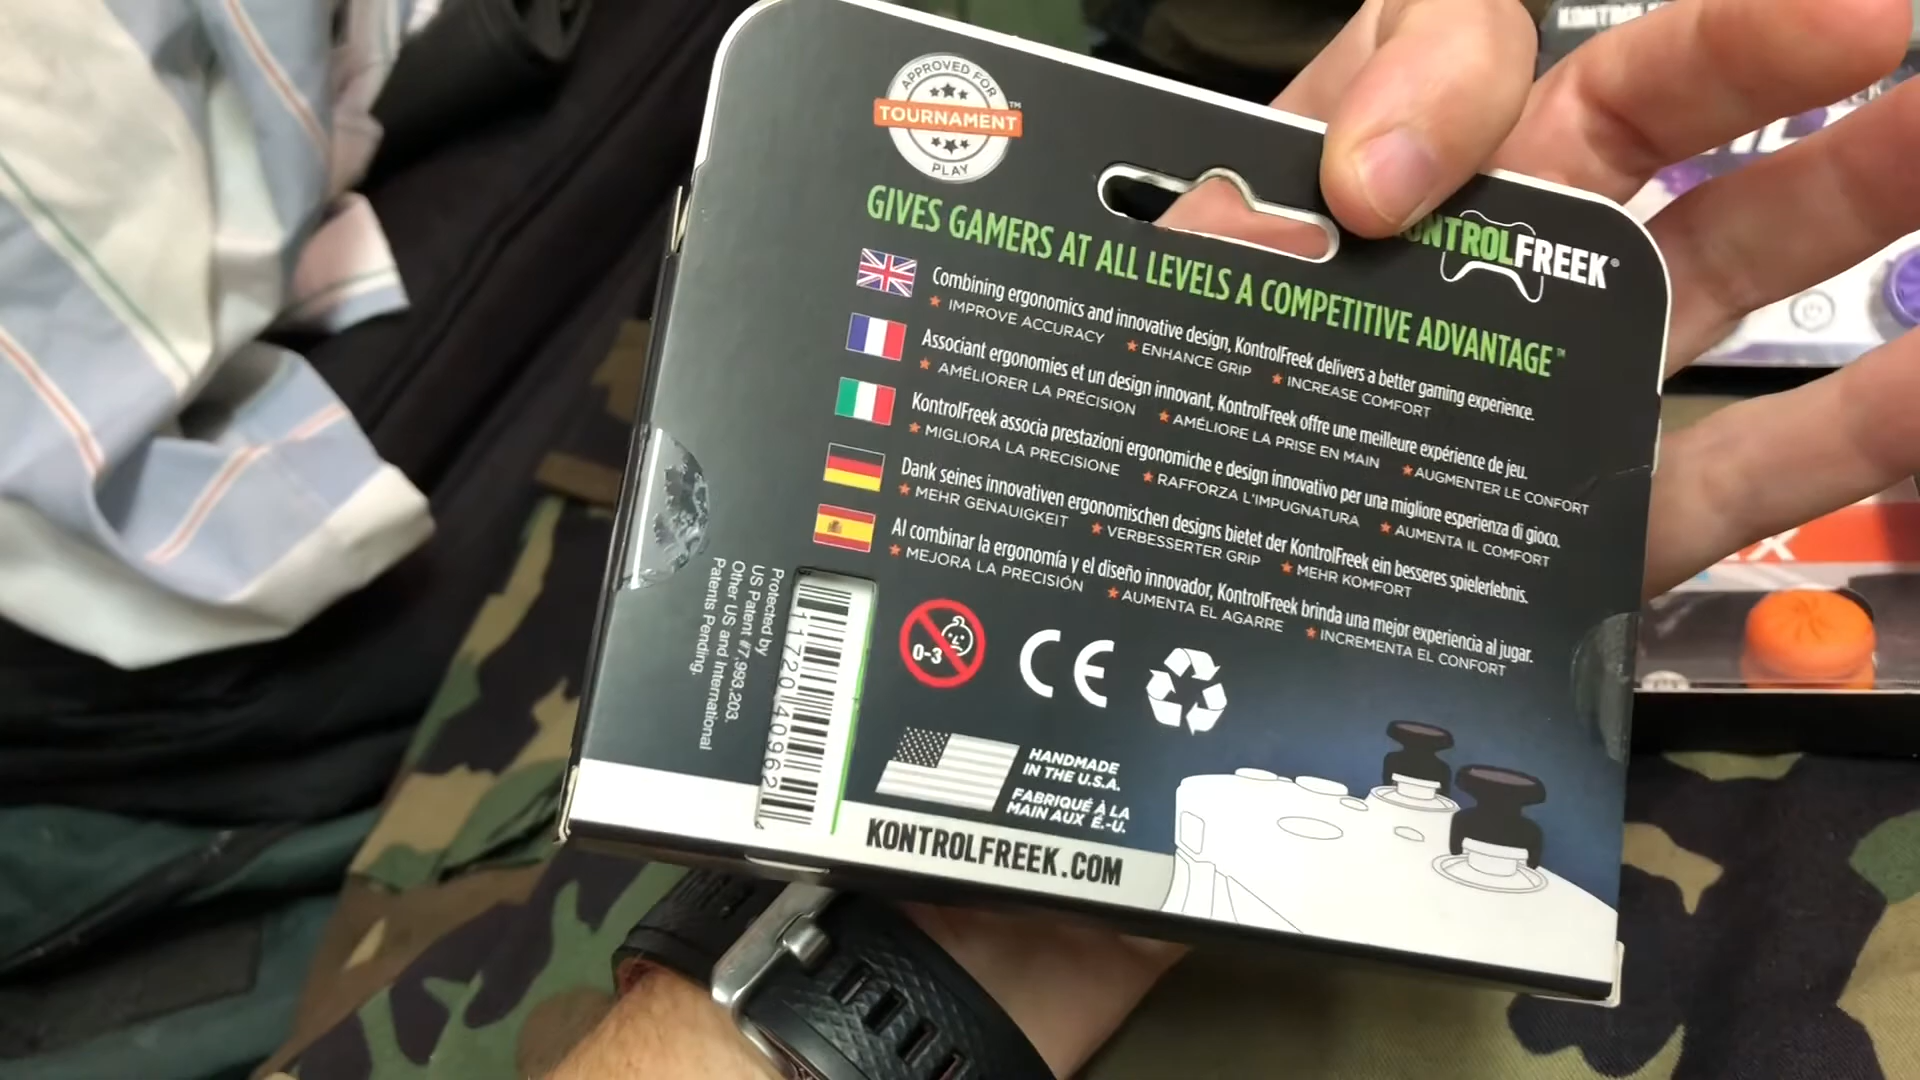 APPROVED FOR
TOURNAMENT™
PLAY
KONTROLFREEK®
GIVES GAMERS AT ALL LEVELS A COMPETITIVE ADVANTAGE™
Combining ergonomics and innovative design, KontrolFreek delivers a better gaming experience.
★ IMPROVE ACCURACY ★ ENHANCE GRIP ★ INCREASE COMFORT
Associant ergonomies et un design innovant, KontrolFreek offre une meilleure expérience de jeu.
★ AMÉLIORER LA PRÉCISION ★ AMÉLIORE LA PRISE EN MAIN ★ AUGMENTER LE CONFORT
KontrolFreek associa prestazioni ergonomiche e design innovativo per una migliore esperienza di gioco.
★ MIGLIORA LA PRECISIONE ★ RAFFORZA L'IMPUGNATURA ★ AUMENTA IL COMFORT
Dank seines innovativen ergonomischen designs bietet der KontrolFreek ein besseres spielerlebnis.
★ MEHR GENAUIGKEIT ★ VERBESSERTER GRIP ★ MEHR KOMFORT
Al combinar la ergonomía y el diseño innovador, KontrolFreek brinda una mejor experiencia al jugar.
★ MEJORA LA PRECISIÓN ★ AUMENTA EL AGARRE ★ INCREMENTA EL CONFORT
Protected by
US Patent #7,993,203.
Other US and International
Patents Pending.
0-3
CE
HANDMADE
IN THE U.S.A.
FABRIQUÉ À LA
MAIN AUX É.-U.
KONTROLFREEK.COM